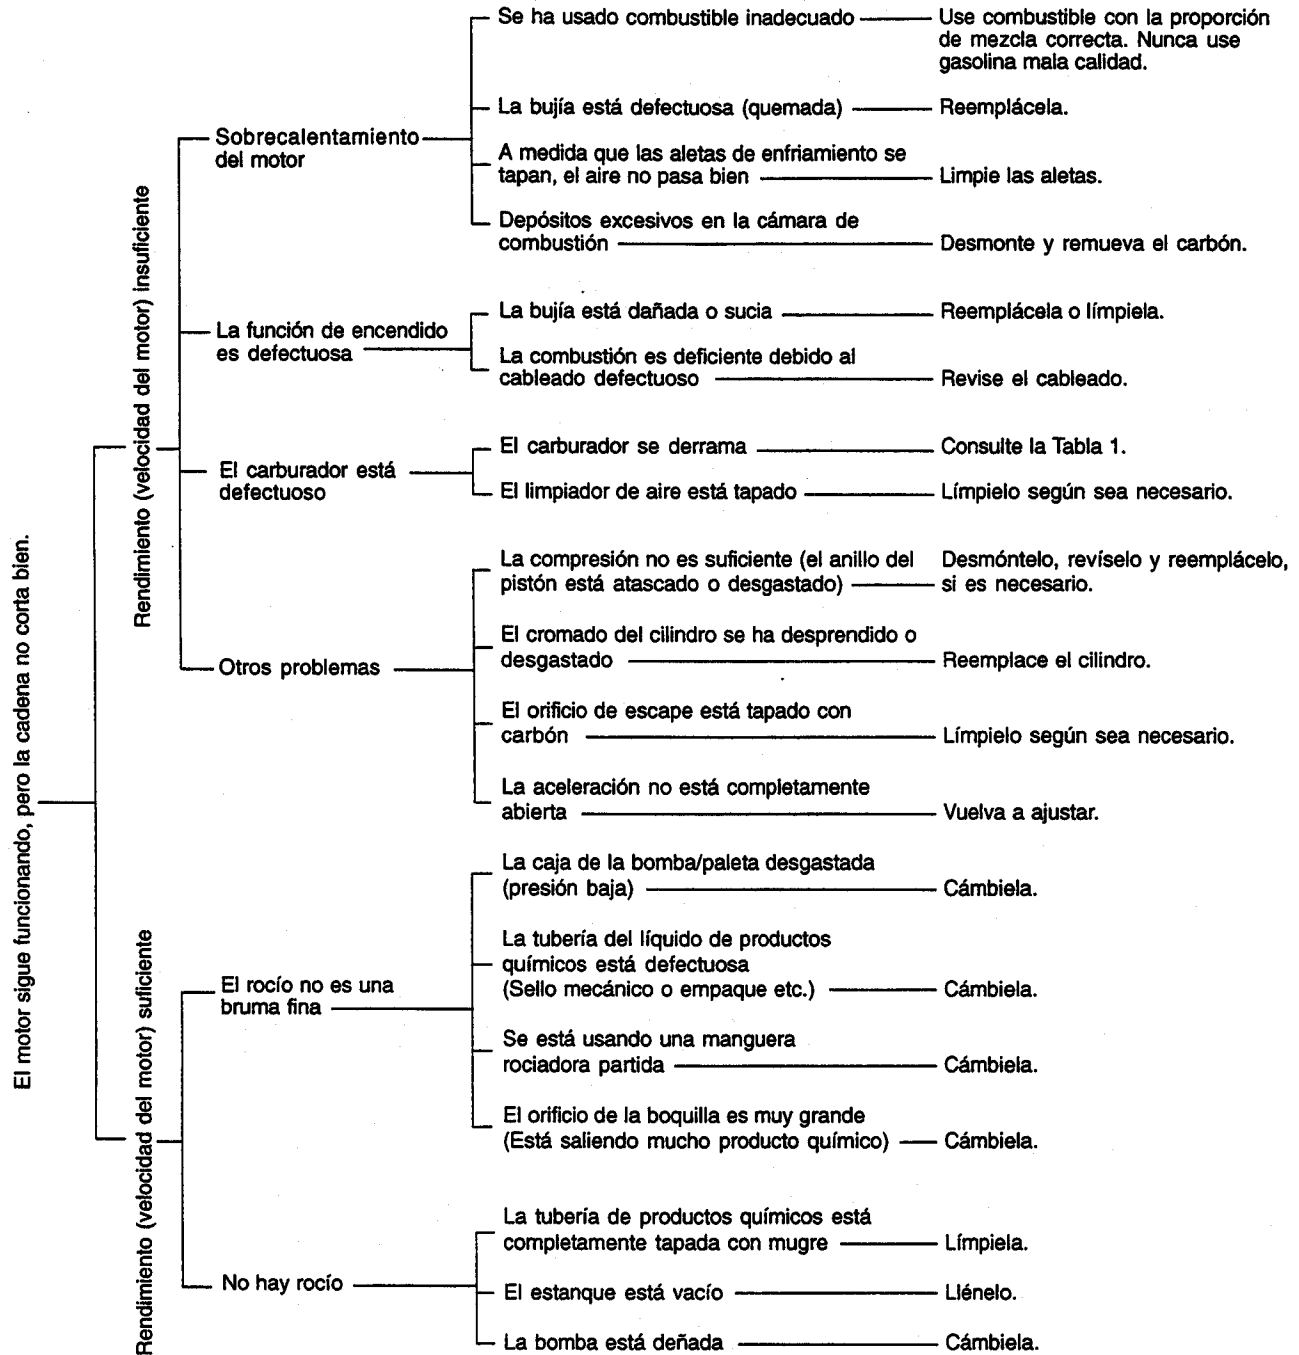 El motor sigue funcionando, pero la cadena no corta bien.
Rendimiento (velocidad del motor) insuficiente
Sobrecalentamiento
del motor
Se ha usado combustible inadecuado
Use combustible con la proporción
de mezcla correcta. Nunca use
gasolina mala calidad.
La bujía está defectuosa (quemada)
Reemplácela.
A medida que las aletas de enfriamiento se
tapan, el aire no pasa bien
Limpie las aletas.
Depósitos excesivos en la cámara de
combustión
Desmonte y remueva el carbón.
La función de encendido
es defectuosa
La bujía está dañada o sucia
Reemplácela o límpiela.
La combustión es deficiente debido al
cableado defectuoso
Revise el cableado.
El carburador está
defectuoso
El carburador se derrama
Consulte la Tabla 1.
El limpiador de aire está tapado
Límpielo según sea necesario.
Otros problemas
La compresión no es suficiente (el anillo del
pistón está atascado o desgastado)
Desmóntelo, revíselo y reemplácelo,
si es necesario.
El cromado del cilindro se ha desprendido o
desgastado
Reemplace el cilindro.
El orificio de escape está tapado con
carbón
Límpielo según sea necesario.
La aceleración no está completamente
abierta
Vuelva a ajustar.
Rendimiento (velocidad del motor) suficiente
El rocío no es una
bruma fina
La caja de la bomba/paleta desgastada
(presión baja)
Cámbiela.
La tubería del líquido de productos
químicos está defectuosa
(Sello mecánico o empaque etc.)
Cámbiela.
Se está usando una manguera
rociadora partida
Cámbiela.
El orificio de la boquilla es muy grande
(Está saliendo mucho producto químico)
Cámbiela.
No hay rocío
La tubería de productos químicos está
completamente tapada con mugre
Límpiela.
El estanque está vacío
Llénelo.
La bomba está deñada
Cámbiela.